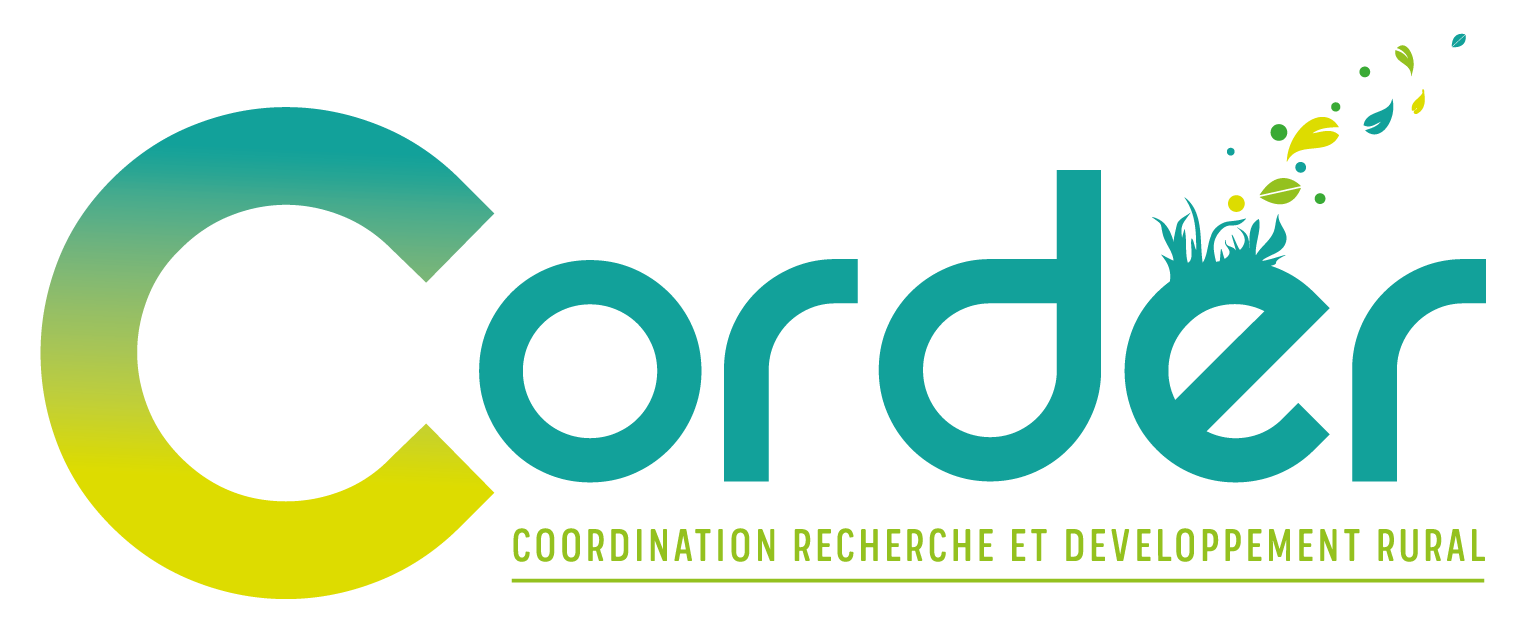 Corder
COORDINATION RECHERCHE ET DEVELOPPEMENT RURAL